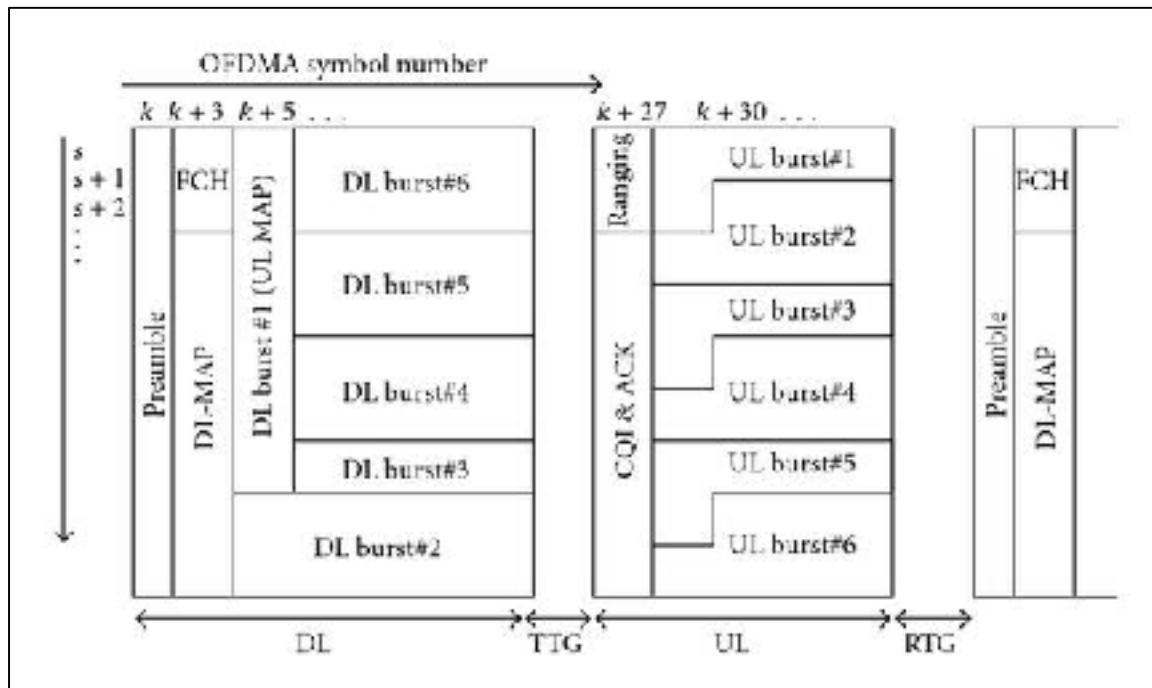 OFDMA symbol number
k k + 3 k + 5 . . . k + 27 k + 30 . . .
s
s + 1
s + 2
.
.
.
Preamble
FCH
DL-MAP
DL burst #1 (UL MAP)
DL burst#6
DL burst#5
DL burst#4
DL burst#3
DL burst#2
Ranging
CQI & ACK
UL burst#1
UL burst#2
UL burst#3
UL burst#4
UL burst#5
UL burst#6
Preamble
FCH
DL-MAP
DL TTG UL RTG